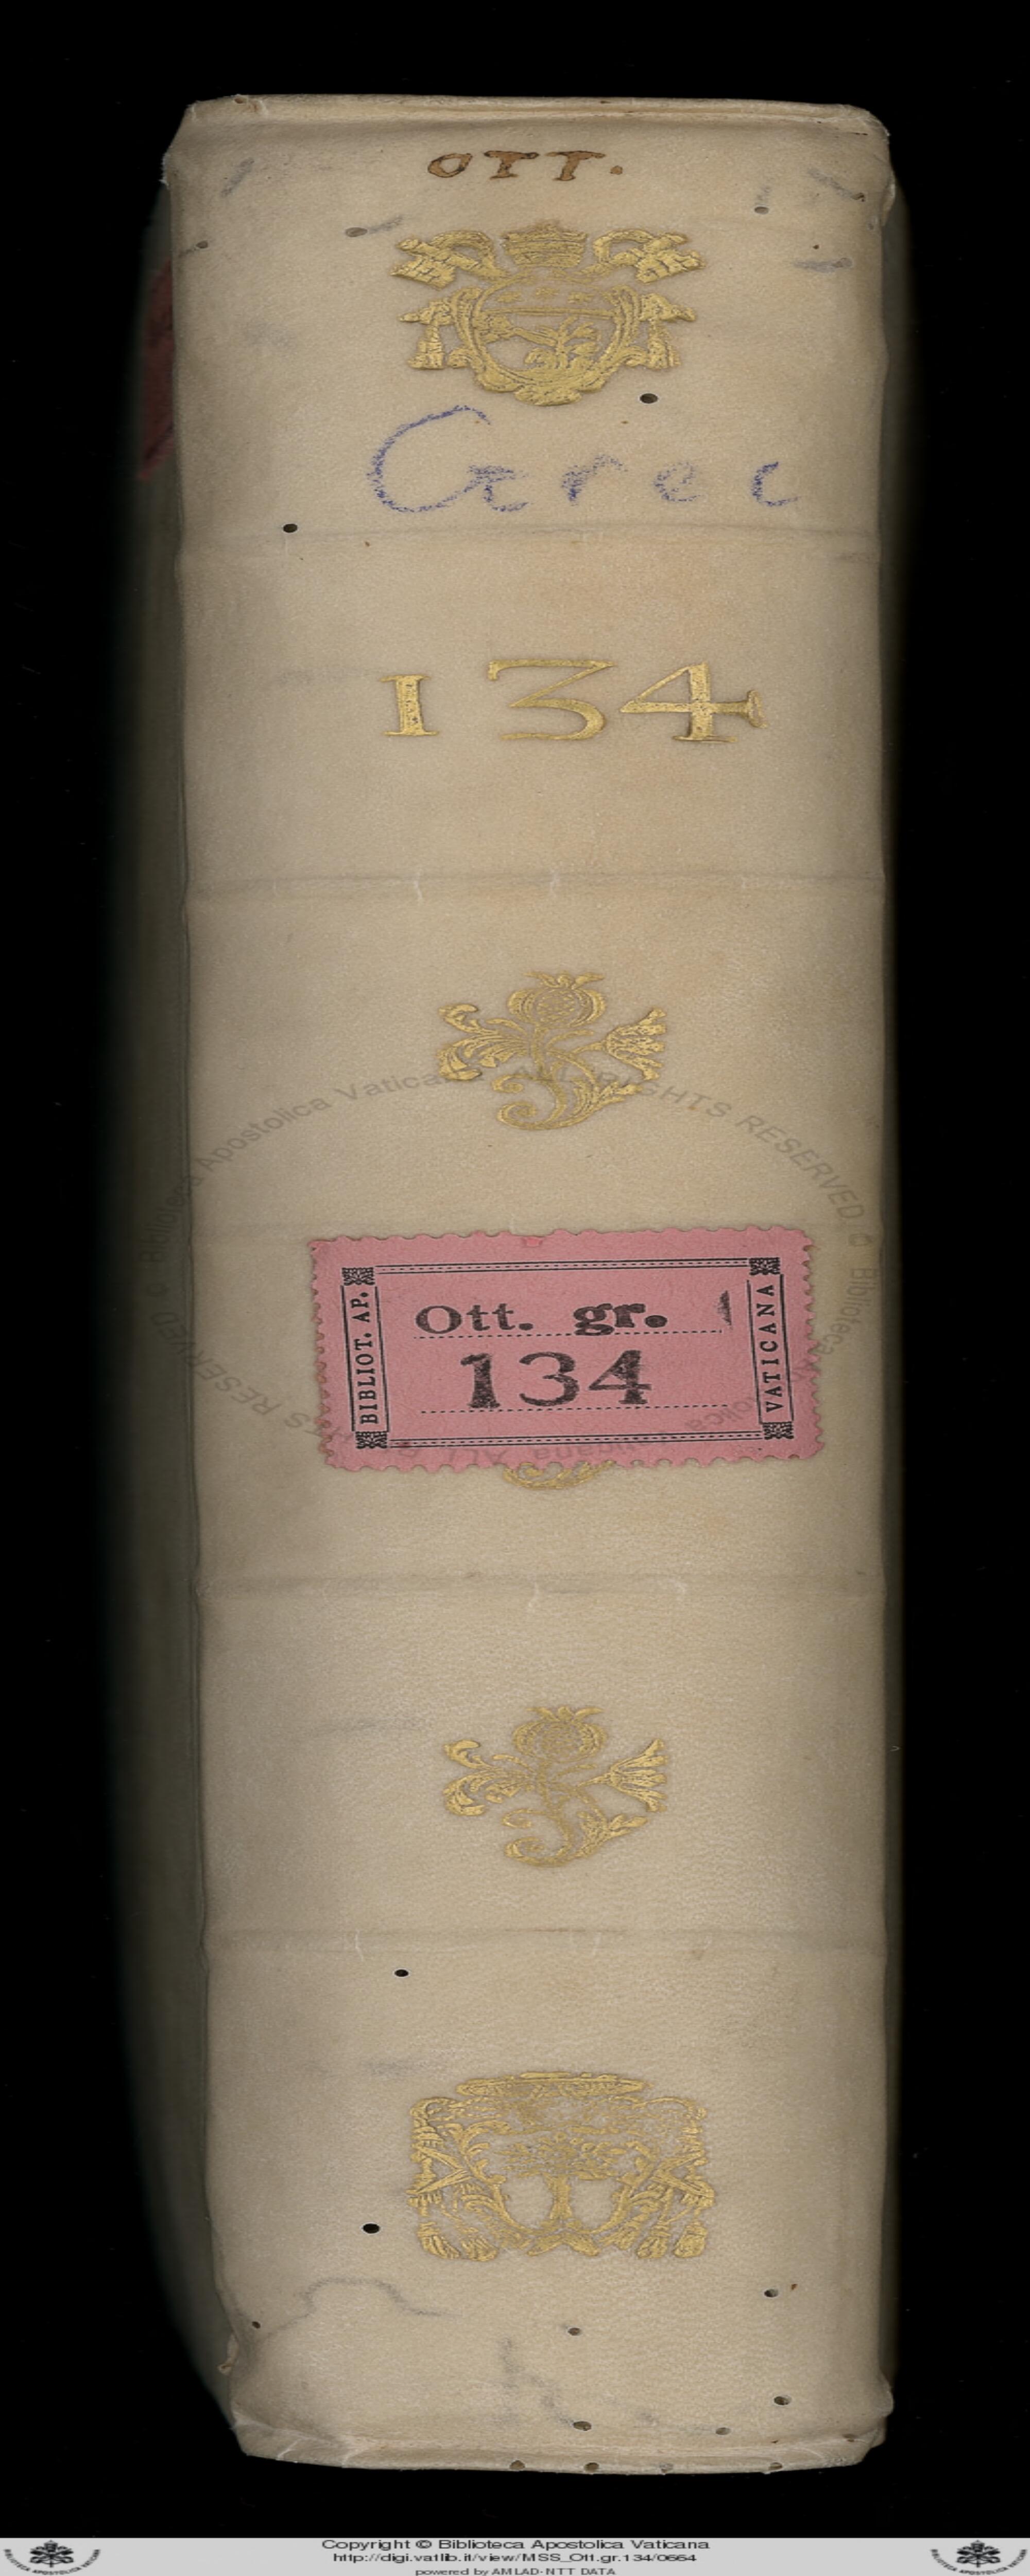 OTT.
Grec
134
BIBLIOT. AP.
Ott. gr.
134
VATICANA
Copyright © Biblioteca Apostolica Vaticana
http://digi.vatlib.it/view/MSS_Ott.gr.134/0664
powered by AMLAD-NTT DATA